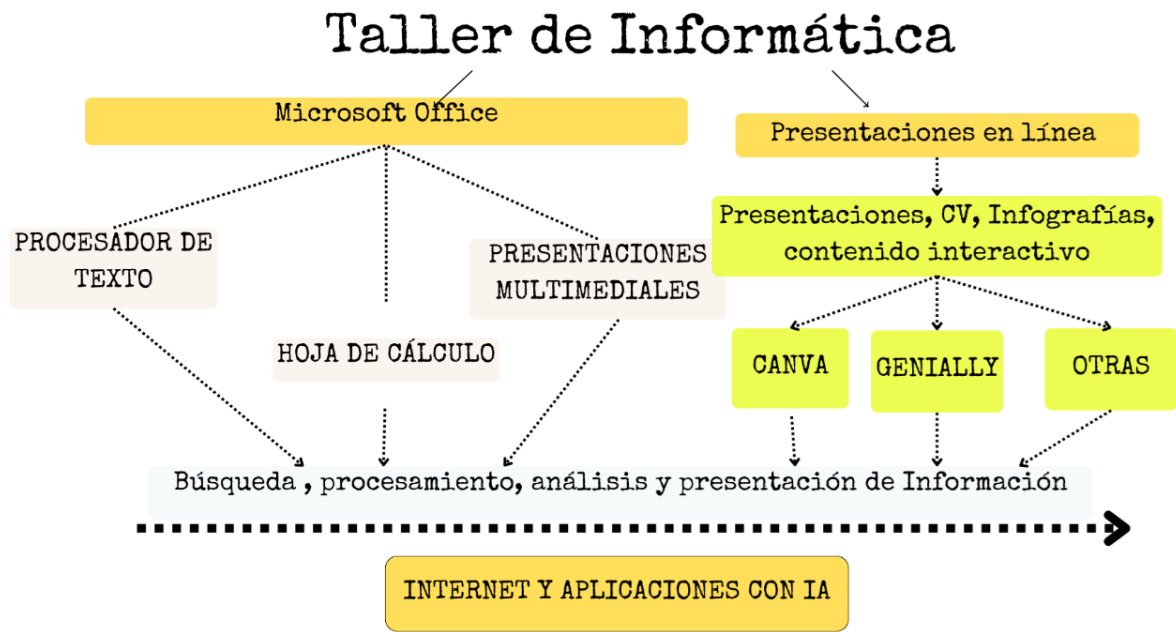 Taller de Informática
Microsoft Office
Presentaciones en línea
PROCESADOR DE
TEXTO
HOJA DE CÁLCULO
PRESENTACIONES
MULTIMEDIALES
Presentaciones, CV, Infografías,
contenido interactivo
CANVA
GENIALLY
OTRAS
Búsqueda , procesamiento, análisis y presentación de Información
INTERNET Y APLICACIONES CON IA